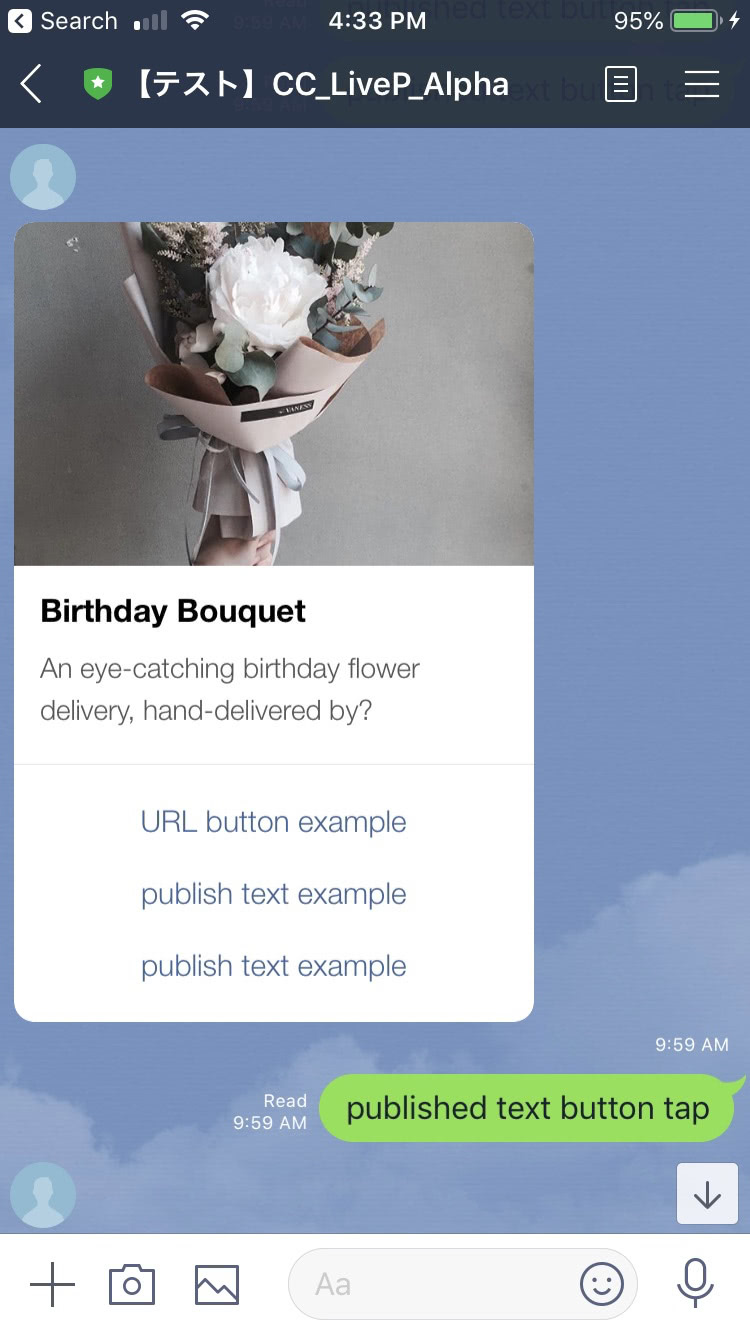 Search
4:33 PM
95%
【テスト】CC_LiveP_Alpha
VANESS
Birthday Bouquet
An eye-catching birthday flower
delivery, hand-delivered by?
URL button example
publish text example
publish text example
9:59 AM
Read
9:59 AM
published text button tap
Aa